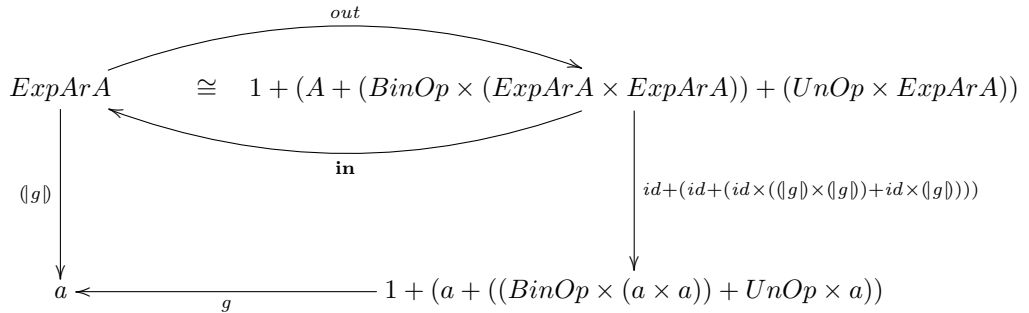 out
ExpArA ≅ 1 + (A + (BinOp × (ExpArA × ExpArA)) + (UnOp × ExpArA))
in
(|g|) id+(id+(id×((|g|)×(|g|))+id×(|g|))))
a 1 + (a + ((BinOp × (a × a)) + UnOp × a))
g